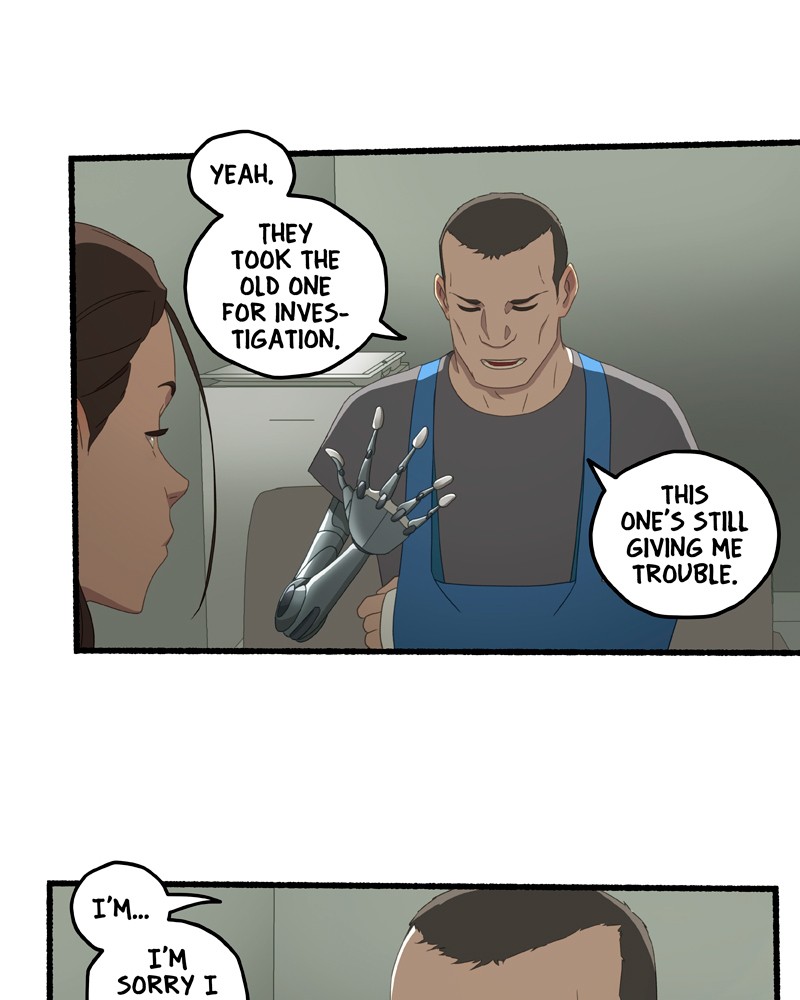 YEAH.
THEY
TOOK THE
OLD ONE
FOR INVES-
TIGATION.
THIS
ONE'S STILL
GIVING ME
TROUBLE.
I'M...
I'M
SORRY I